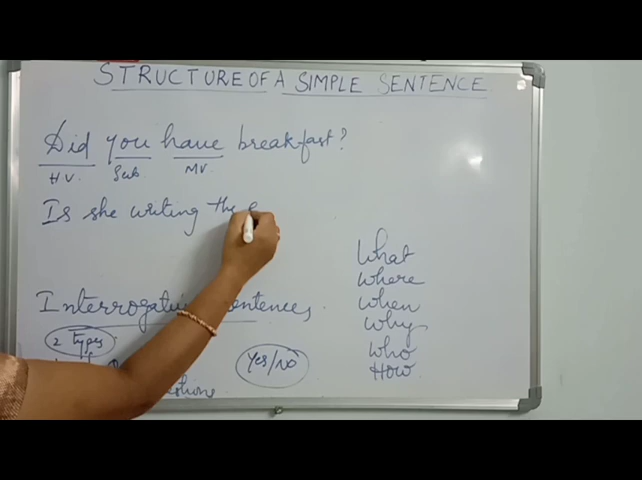 STRUCTURE OF A SIMPLE SENTENCE
Did you have breakfast?
H V. Sub. MV.
Is she writing the
Interrogative Sentences.
2 types
Yes/No
What
Where
When
Why
Who
How